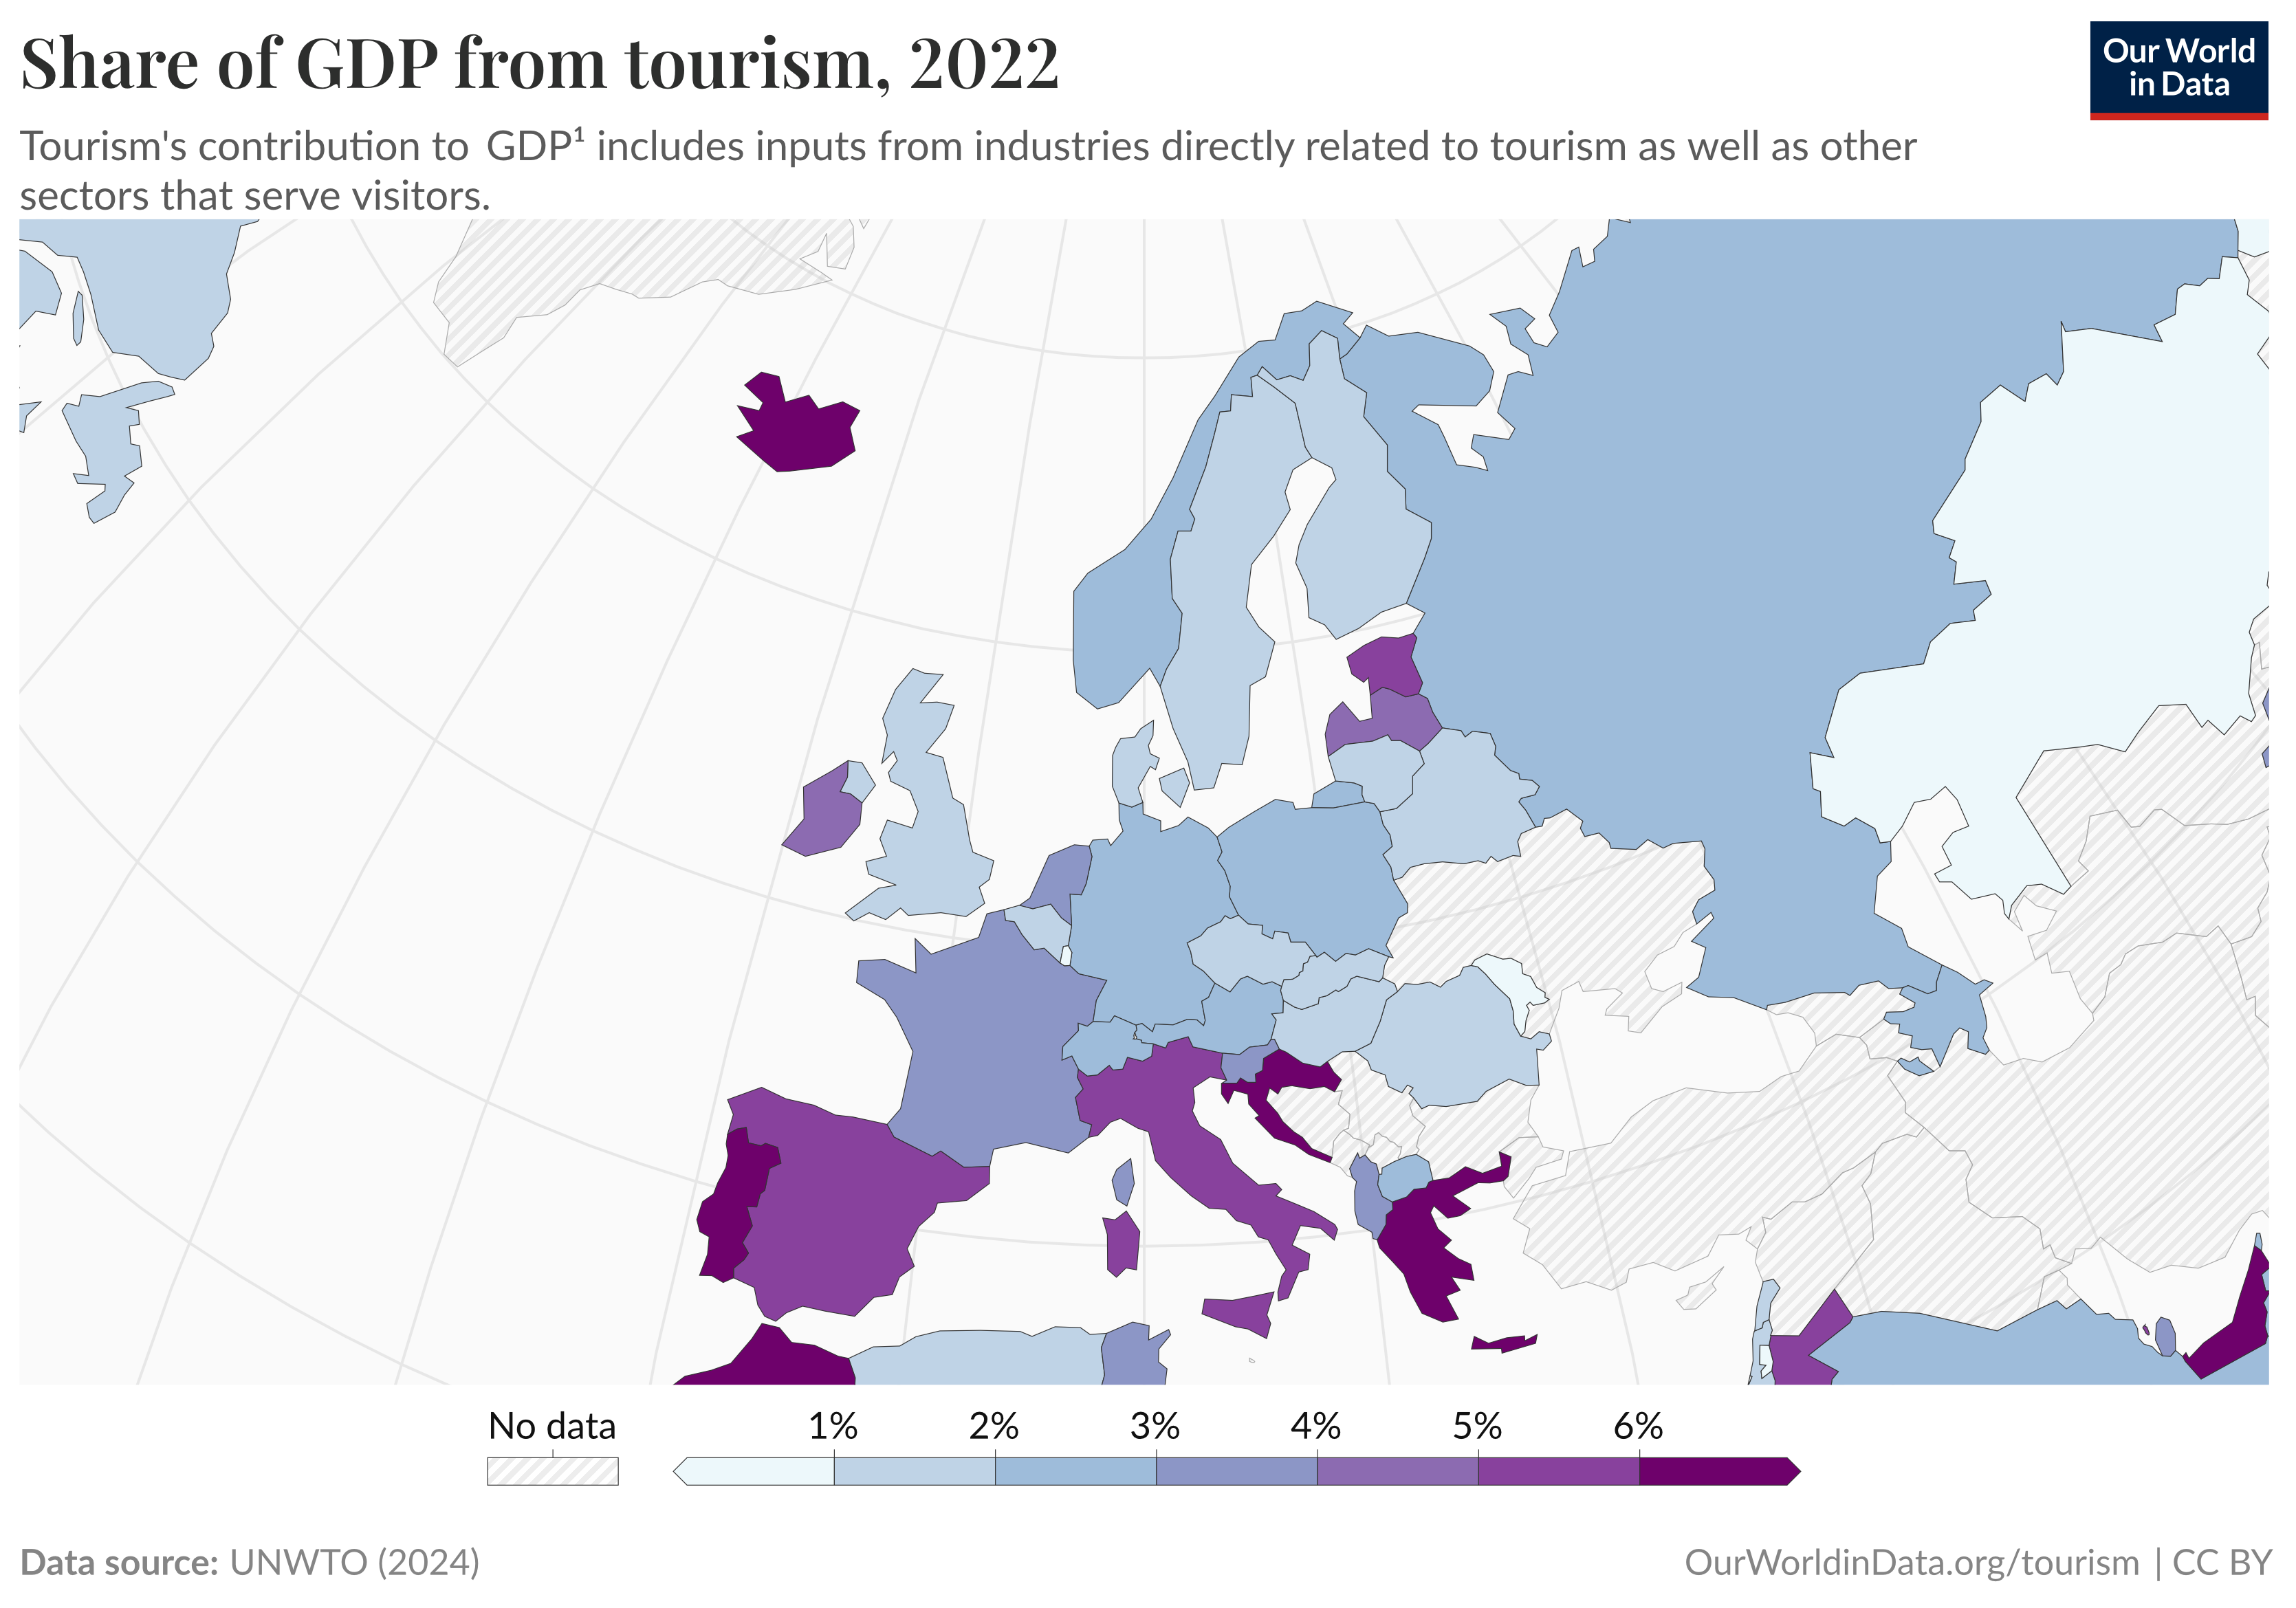 Share of GDP from tourism, 2022
Our World
in Data
Tourism's contribution to GDP¹ includes inputs from industries directly related to tourism as well as other
sectors that serve visitors.
No data
1%
2%
3%
4%
5%
6%
Data source: UNWTO (2024)
OurWorldinData.org/tourism | CC BY